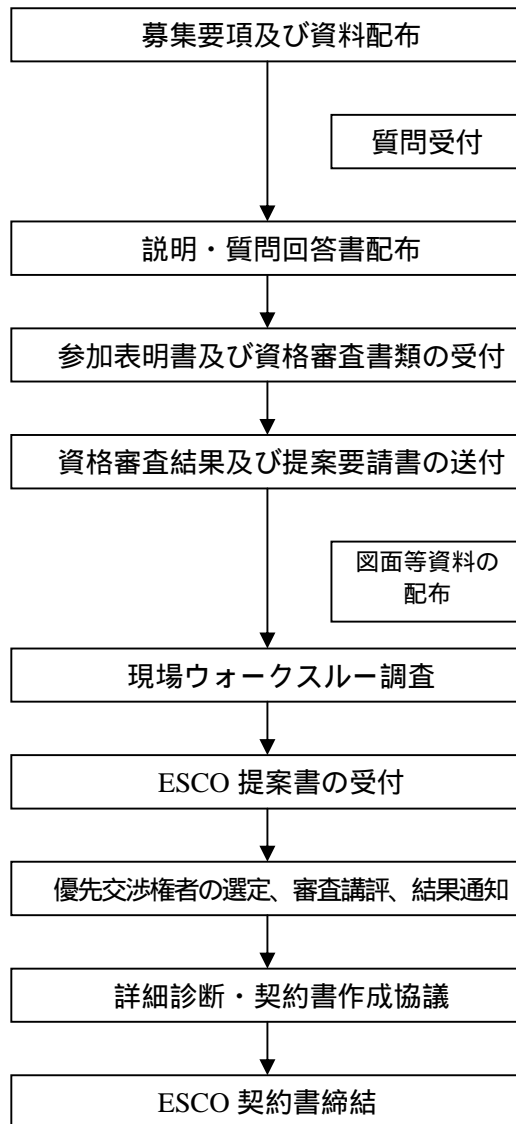 募集要項及び資料配布
質問受付
説明・質問回答書配布
参加表明書及び資格審査書類の受付
資格審査結果及び提案要請書の送付
図面等資料の
配布
現場ウォークスルー調査
ESCO 提案書の受付
優先交渉権者の選定、審査講評、結果通知
詳細診断・契約書作成協議
ESCO 契約書締結